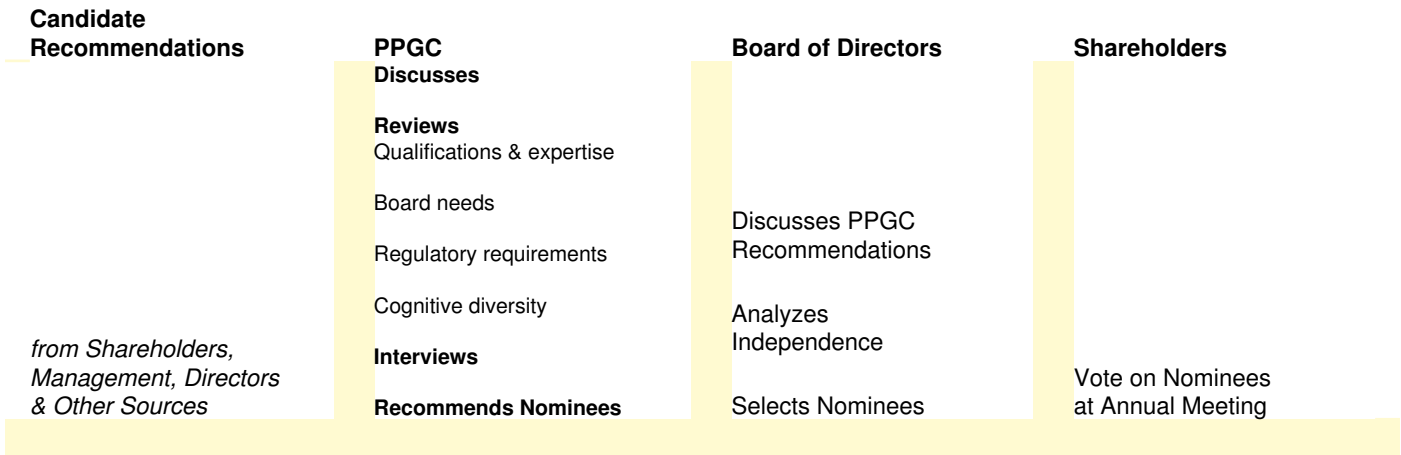 Candidate
Recommendations
from Shareholders,
Management, Directors
& Other Sources
PPGC
Discusses
Reviews
Qualifications & expertise
Board needs
Regulatory requirements
Cognitive diversity
Interviews
Recommends Nominees
Board of Directors
Discusses PPGC
Recommendations
Analyzes
Independence
Selects Nominees
Shareholders
Vote on Nominees
at Annual Meeting